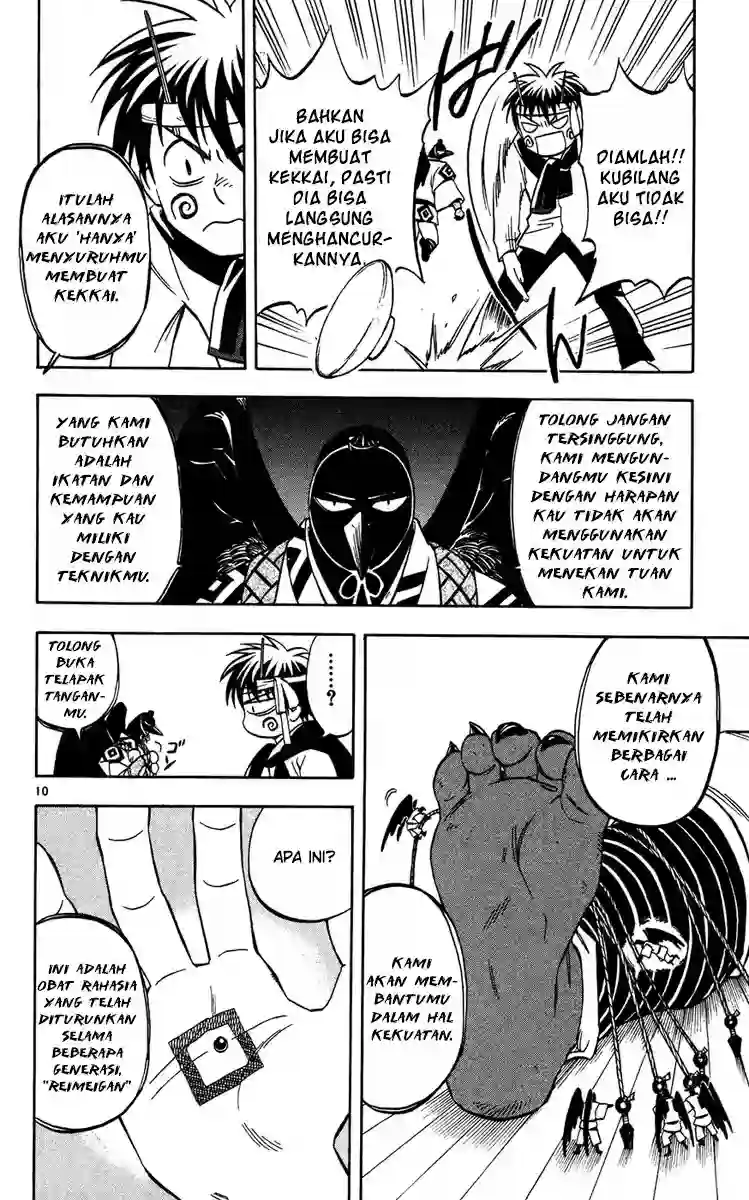 DIAMLAH!!
KUBILANG
AKU TIDAK
BISA!!
BAHKAN
JIKA AKU BISA
MEMBUAT
KEKKAI, PASTI
DIA BISA
LANGSUNG
MENGHANCUR-
KANNYA.
ITULAH
ALASANNYA
AKU 'HANYA'
MENYURUHMU
MEMBUAT
KEKKAI.
TOLONG JANGAN
TERSINGGUNG,
KAMI MENGUN-
DANGMU KESINI
DENGAN HARAPAN
KAU TIDAK AKAN
MENGGUNAKAN
KEKUATAN UNTUK
MENEKAN TUAN
KAMI.
YANG KAMI
BUTUHKAN
ADALAH
IKATAN DAN
KEMAMPUAN
YANG KAU
MILIKI
DENGAN
TEKNIKMU.
KAMI
SEBENARNYA
TELAH
MEMIKIRKAN
BERBAGAI
CARA ...
KAMI
AKAN MEM-
BANTUMU
DALAM HAL
KEKUATAN.
......?
TOLONG
BUKA
TELAPAK
TANGAN-
MU.
10
APA INI?
INI ADALAH
OBAT RAHASIA
YANG TELAH
DITURUNKAN
SELAMA
BEBERAPA
GENERASI,
"REIMEIGAN"